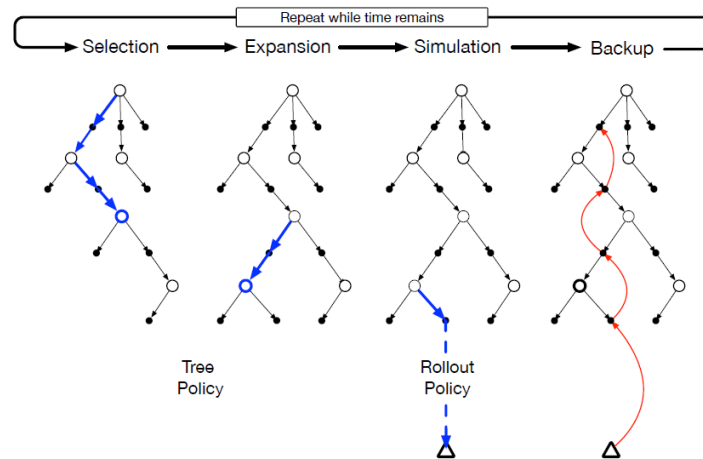 Repeat while time remains
Selection
Expansion
Simulation
Backup
Tree
Policy
Rollout
Policy